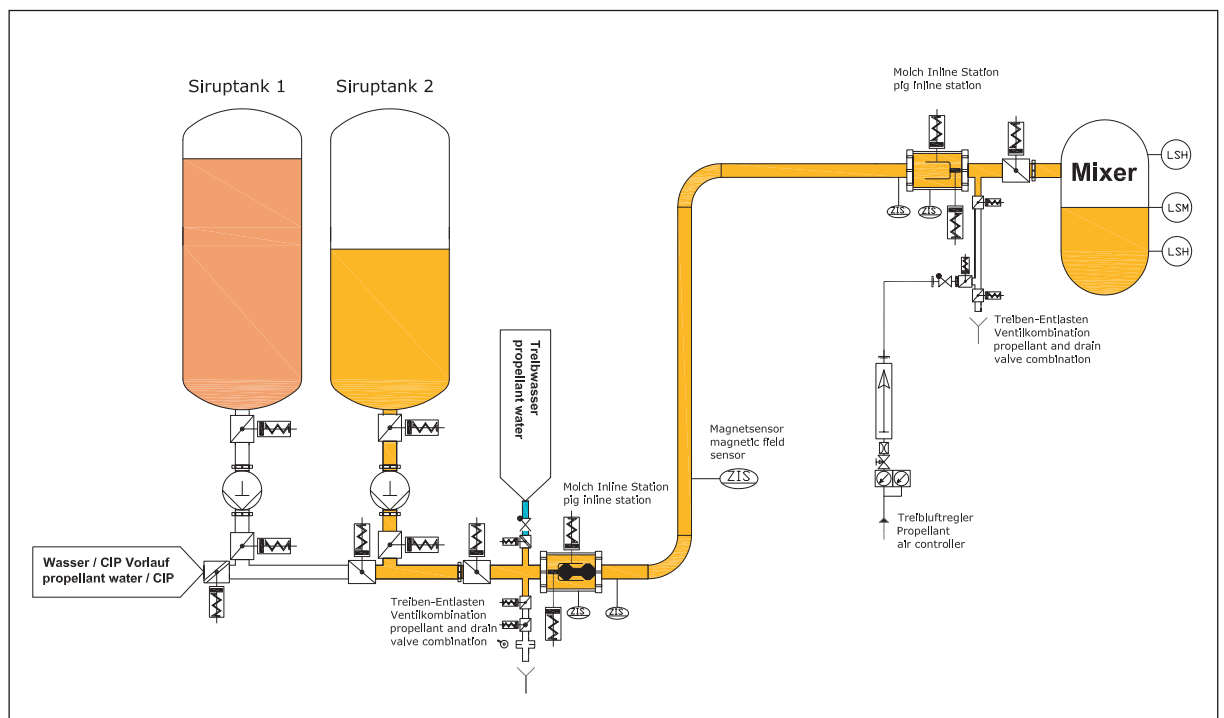 Siruptank 1
Siruptank 2
Molch Inline Station
pig inline station
Mixer
LSH
LSM
LSH
ZIS
ZIS
Treiben-Entlasten
Ventilkombination
propellant and drain
valve combination
Treibwasser
propellant water
Magnetsensor
magnetic field
sensor
ZIS
Molch Inline Station
pig inline station
Treibluftregler
Propellant
air controller
Wasser / CIP Vorlauf
propellant water / CIP
Treiben-Entlasten
Ventilkombination
propellant and drain
valve combination
ZIS
ZIS